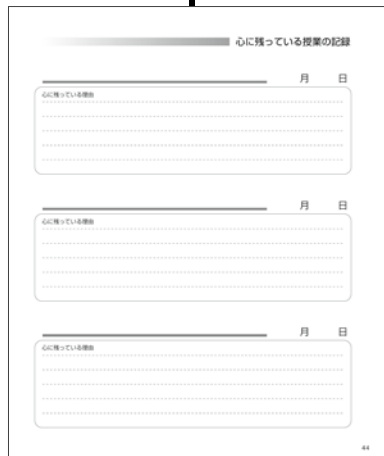 心に残っている授業の記録
月 日
心に残っている理由
月 日
心に残っている理由
月 日
心に残っている理由
44